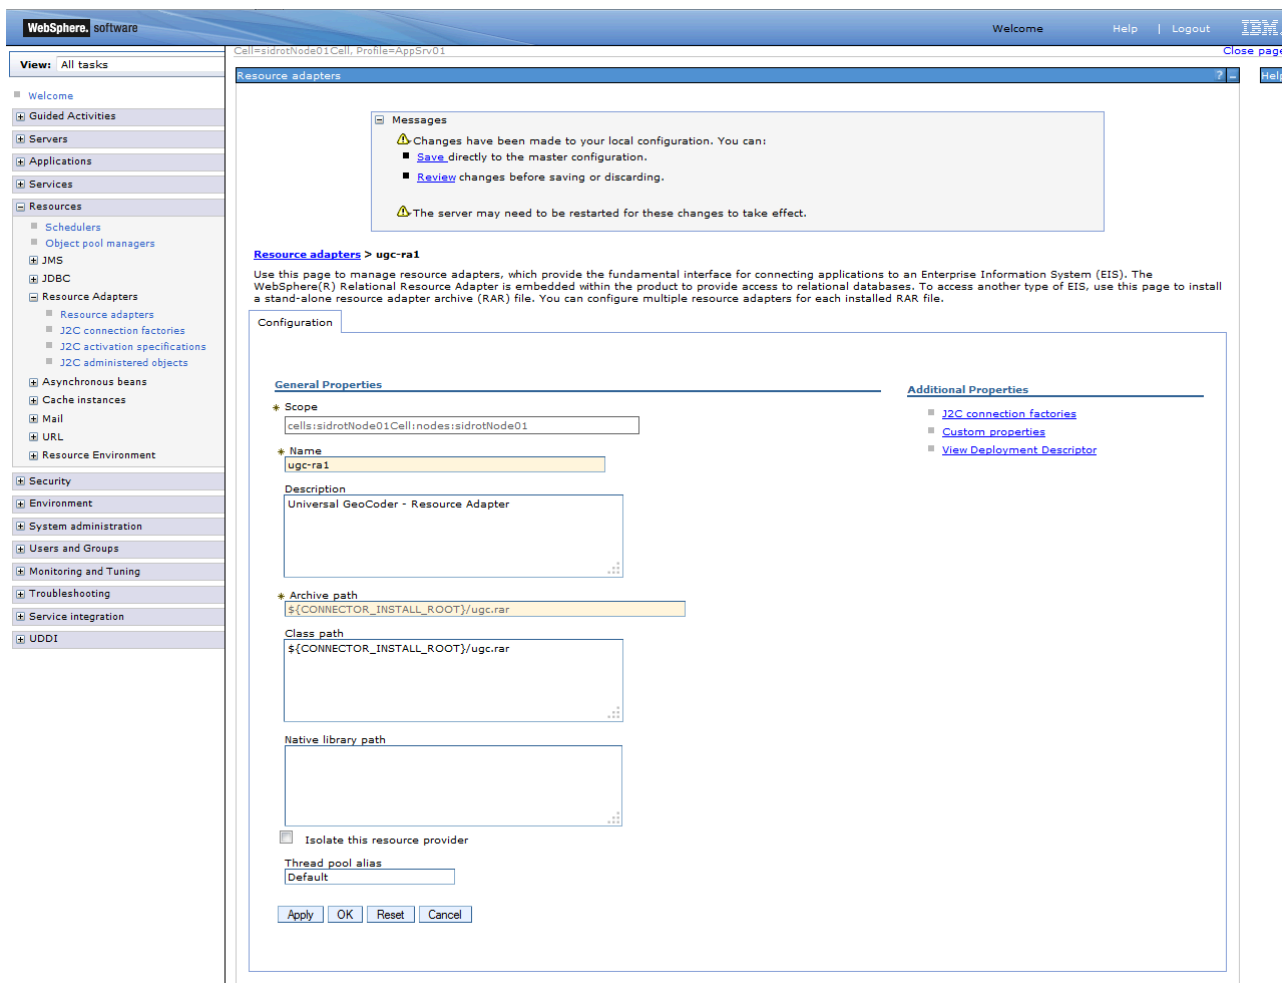 WebSphere. software
Welcome Help | Logout IBM.
Cell=sidrotNode01Cell, Profile=AppSrv01
Close page
View: All tasks
Welcome
Guided Activities
Servers
Applications
Services
Resources
Schedulers
Object pool managers
JMS
JDBC
Resource Adapters
Resource adapters
J2C connection factories
J2C activation specifications
J2C administered objects
Asynchronous beans
Cache instances
Mail
URL
Resource Environment
Security
Environment
System administration
Users and Groups
Monitoring and Tuning
Troubleshooting
Service integration
UDDI
Resource adapters
? -
Help
Messages
Changes have been made to your local configuration. You can:
Save directly to the master configuration.
Review changes before saving or discarding.
The server may need to be restarted for these changes to take effect.
Resource adapters > ugc-ra1
Use this page to manage resource adapters, which provide the fundamental interface for connecting applications to an Enterprise Information System (EIS). The
WebSphere(R) Relational Resource Adapter is embedded within the product to provide access to relational databases. To access another type of EIS, use this page to install
a stand-alone resource adapter archive (RAR) file. You can configure multiple resource adapters for each installed RAR file.
Configuration
General Properties
* Scope
cells:sidrotNode01Cell:nodes:sidrotNode01
* Name
ugc-ra1
Description
Universal GeoCoder - Resource Adapter
* Archive path
${CONNECTOR_INSTALL_ROOT}/ugc.rar
Class path
${CONNECTOR_INSTALL_ROOT}/ugc.rar
Native library path
Isolate this resource provider
Thread pool alias
Default
Apply OK Reset Cancel
Additional Properties
J2C connection factories
Custom properties
View Deployment Descriptor